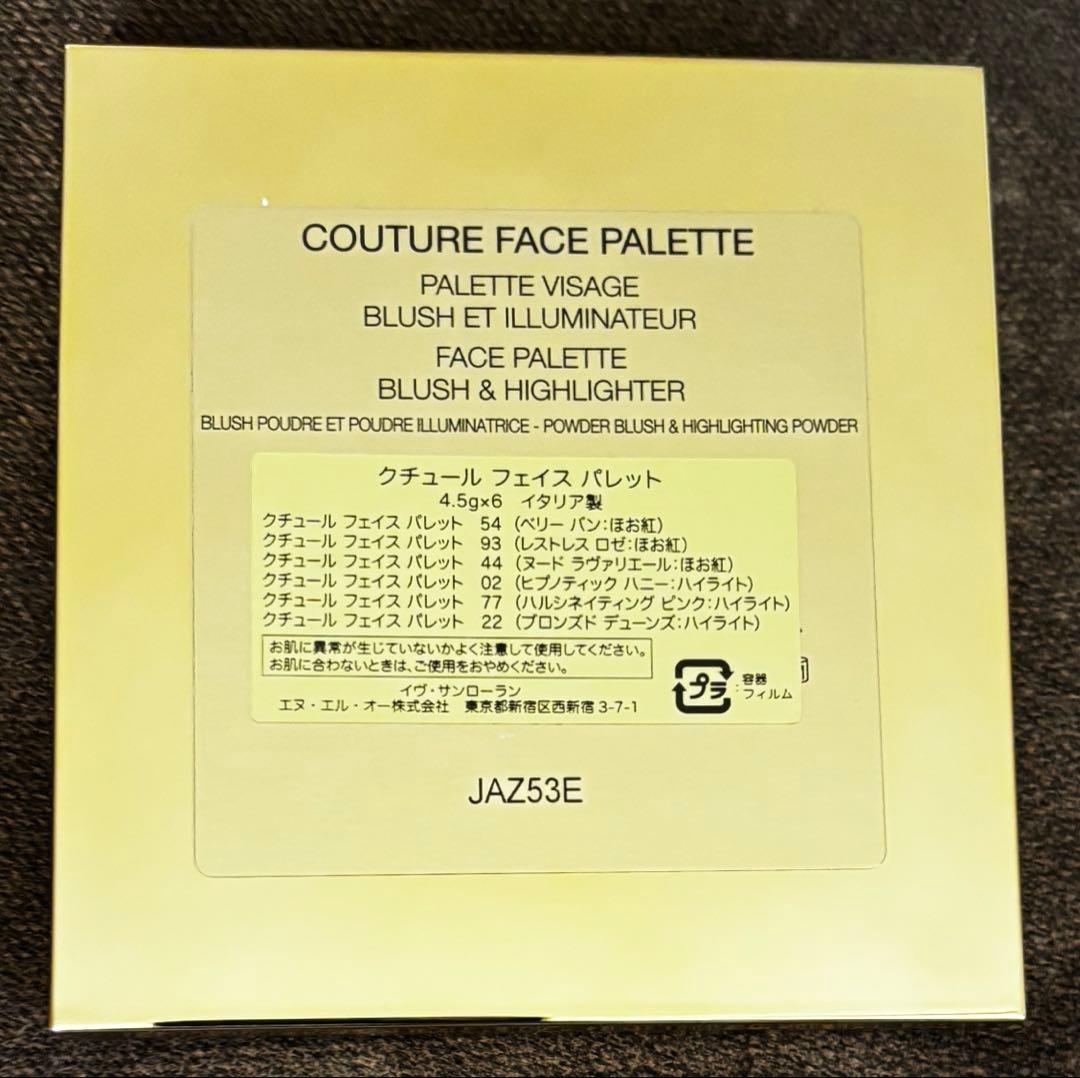 COUTURE FACE PALETTE
PALETTE VISAGE
BLUSH ET ILLUMINATEUR
FACE PALETTE
BLUSH & HIGHLIGHTER
BLUSH POUDRE ET POUDRE ILLUMINATRICE - POWDER BLUSH & HIGHLIGHTING POWDER
クチュール フェイス パレット
4.5g×6 イタリア製
クチュール フェイス パレット 54 (ベリー バン:ほお紅)
クチュール フェイス パレット 93 (レストレス ロゼ:ほお紅)
クチュール フェイス パレット 44 (ヌード ラヴァリエール:ほお紅)
クチュール フェイス パレット 02 (ヒプノティック ハニー:ハイライト)
クチュール フェイス パレット 77 (ハルシネイティング ピンク:ハイライト)
クチュール フェイス パレット 22 (ブロンズド デューンズ:ハイライト)
お肌に異常が生じていないかよく注意して使用してください。
お肌に合わないときは、ご使用をおやめください。
イヴ・サンローラン
エヌ・エル・オー株式会社 東京都新宿区西新宿3-7-1
プラ : 容器
フィルム
JAZ53E